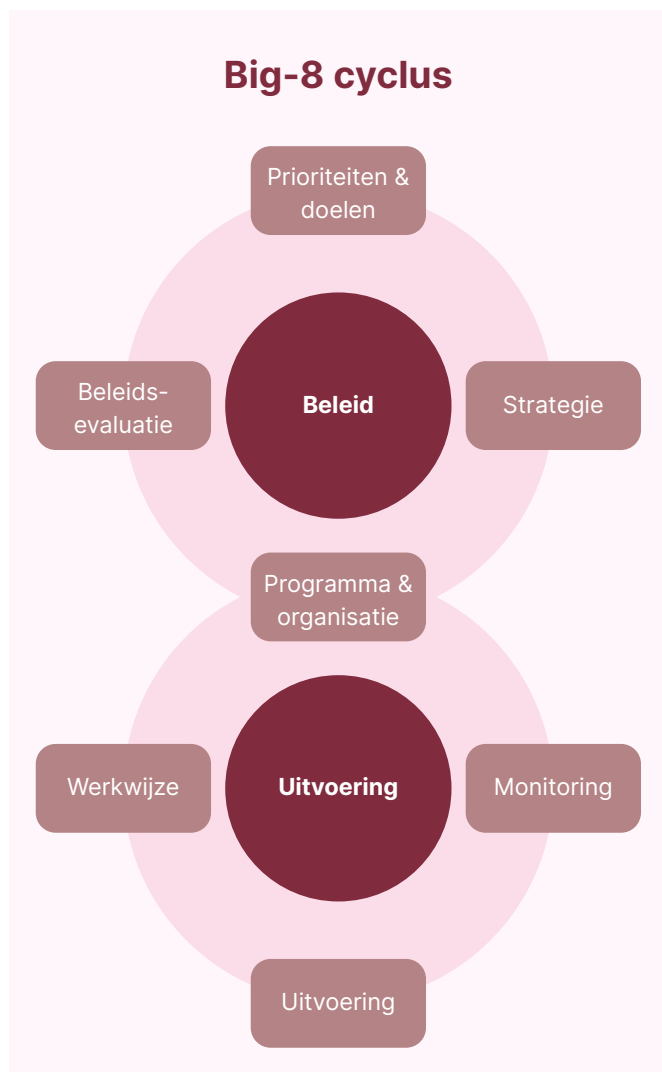 Big-8 cyclus
Prioriteiten &
doelen
Beleids-
evaluatie
Beleid
Strategie
Programma &
organisatie
Werkwijze
Uitvoering
Monitoring
Uitvoering